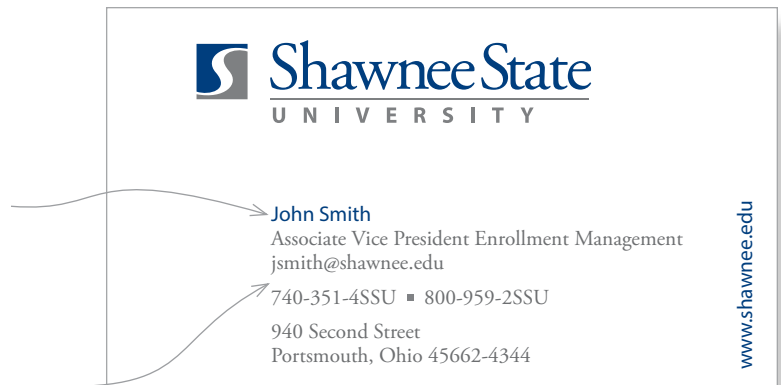 Shawnee State
UNIVERSITY
John Smith
Associate Vice President Enrollment Management
jsmith@shawnee.edu
740-351-4SSU ▪ 800-959-2SSU
940 Second Street
Portsmouth, Ohio 45662-4344
www.shawnee.edu